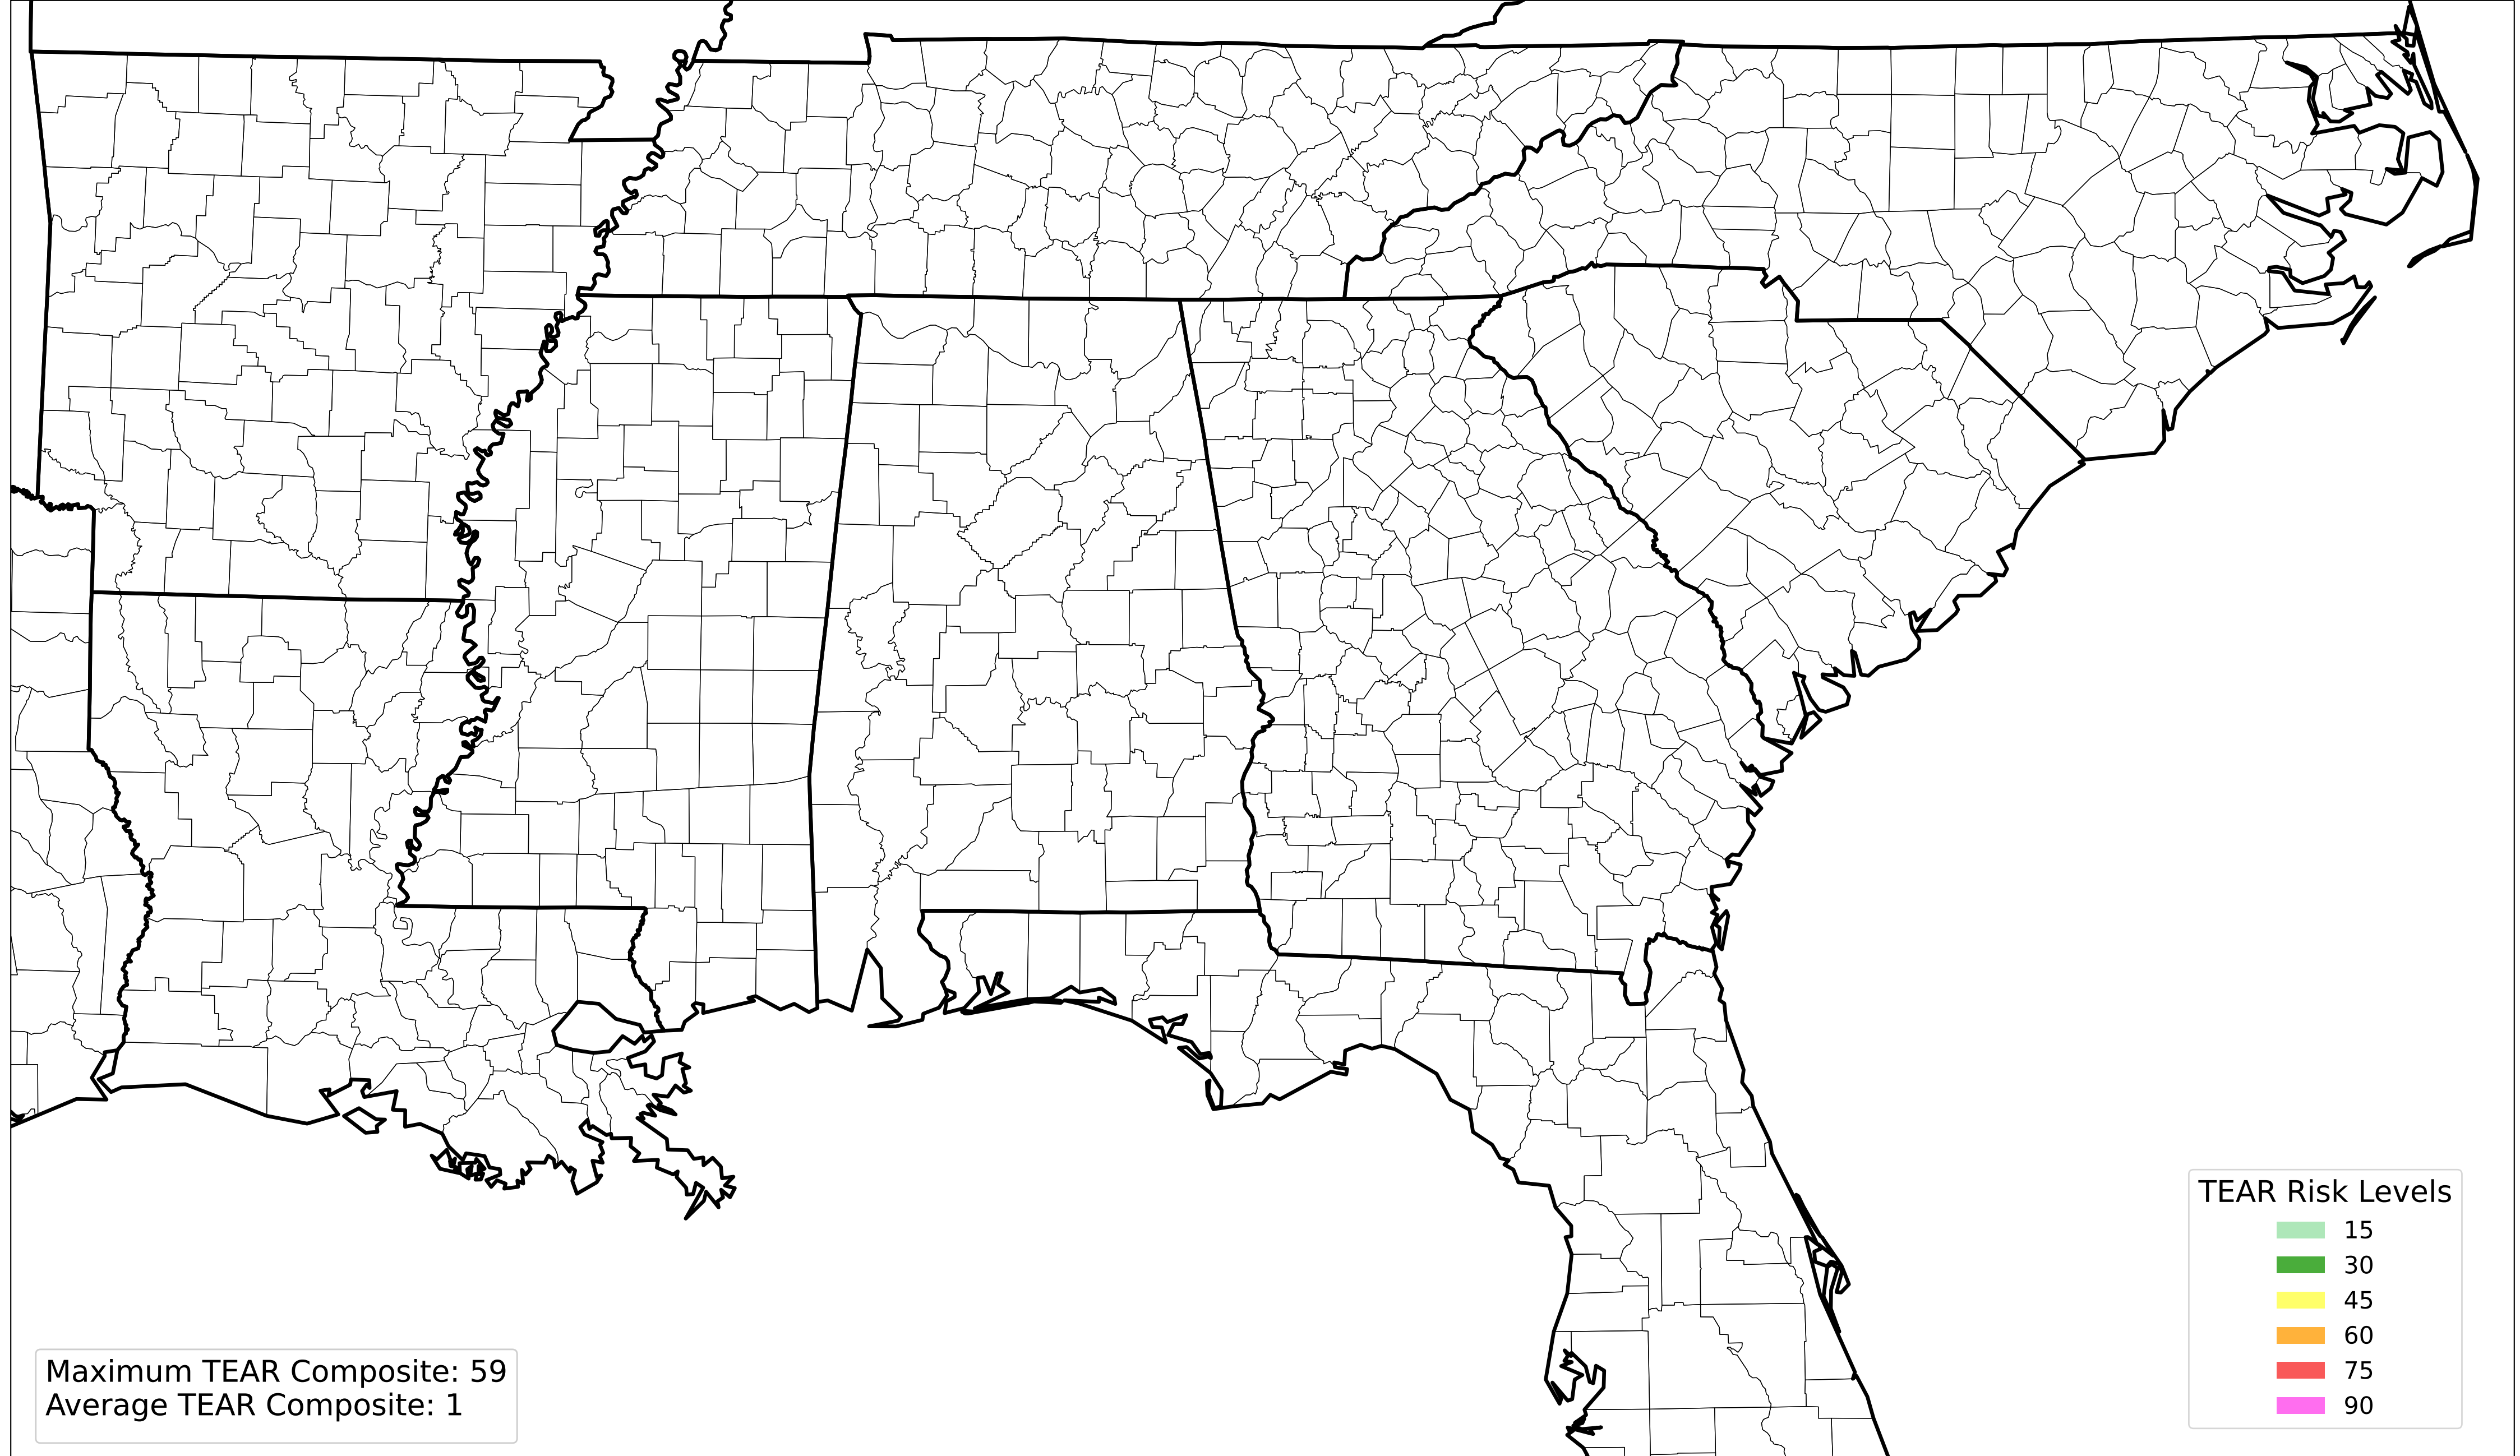 TEAR Risk Levels
15
30
45
60
75
90
Maximum TEAR Composite: 59
Average TEAR Composite: 1